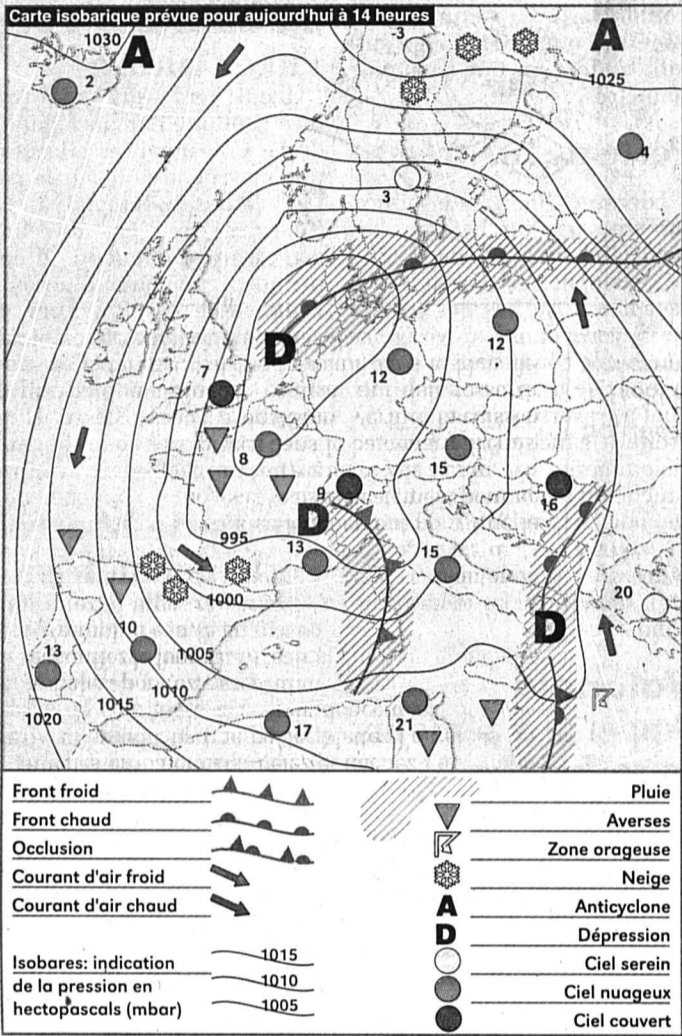 Carte isobarique prévue pour aujourd'hui à 14 heures
1030
A
-3
A
2
1025
4
3
D
12
7
12
8
15
9
16
D
995
13
15
1000
20
10
D
13
1005
1010
1015
1020
17
21
Front froid
Pluie
Front chaud
Averses
Occlusion
Zone orageuse
Courant d'air froid
Neige
Courant d'air chaud
A
Anticyclone
D
Dépression
Isobares: indication
1015
Ciel serein
de la pression en
1010
Ciel nuageux
hectopascals (mbar)
1005
Ciel couvert